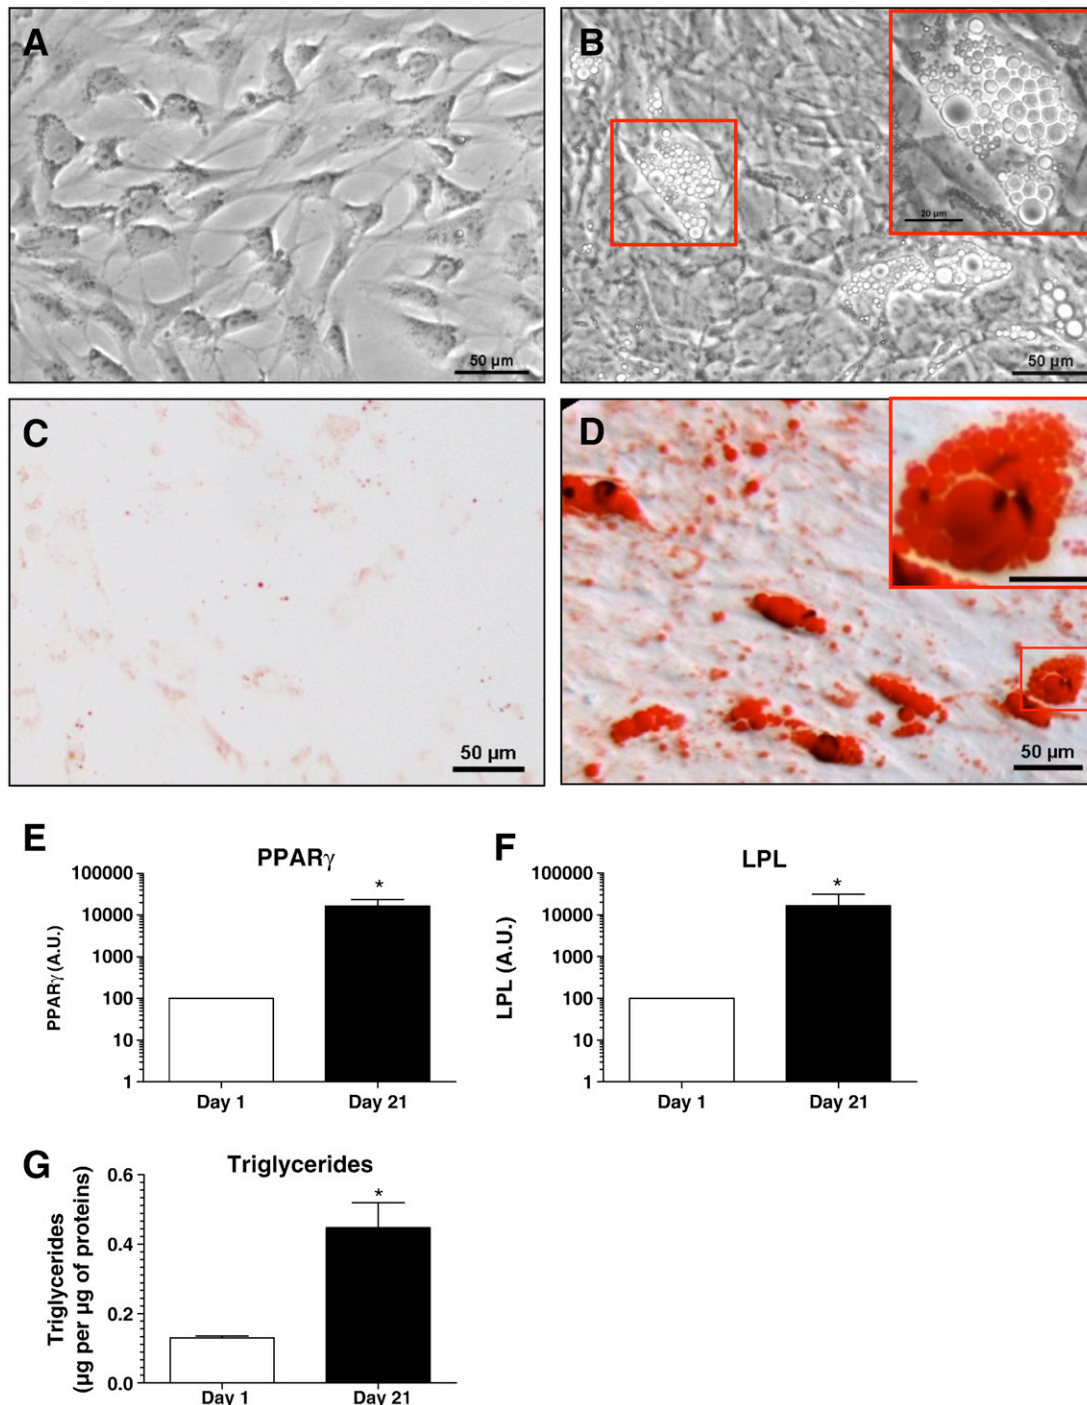 A
B
20 µm
50 µm
50 µm
C
D
50 µm
50 µm
E
PPARγ
PPARγ (A.U.)
100000
10000
1000
100
10
1
Day 1
Day 21
*
F
LPL
LPL (A.U.)
100000
10000
1000
100
10
1
Day 1
Day 21
*
G
Triglycerides
Triglycerides
(µg per µg of proteins)
0.6
0.4
0.2
0.0
Day 1
Day 21
*